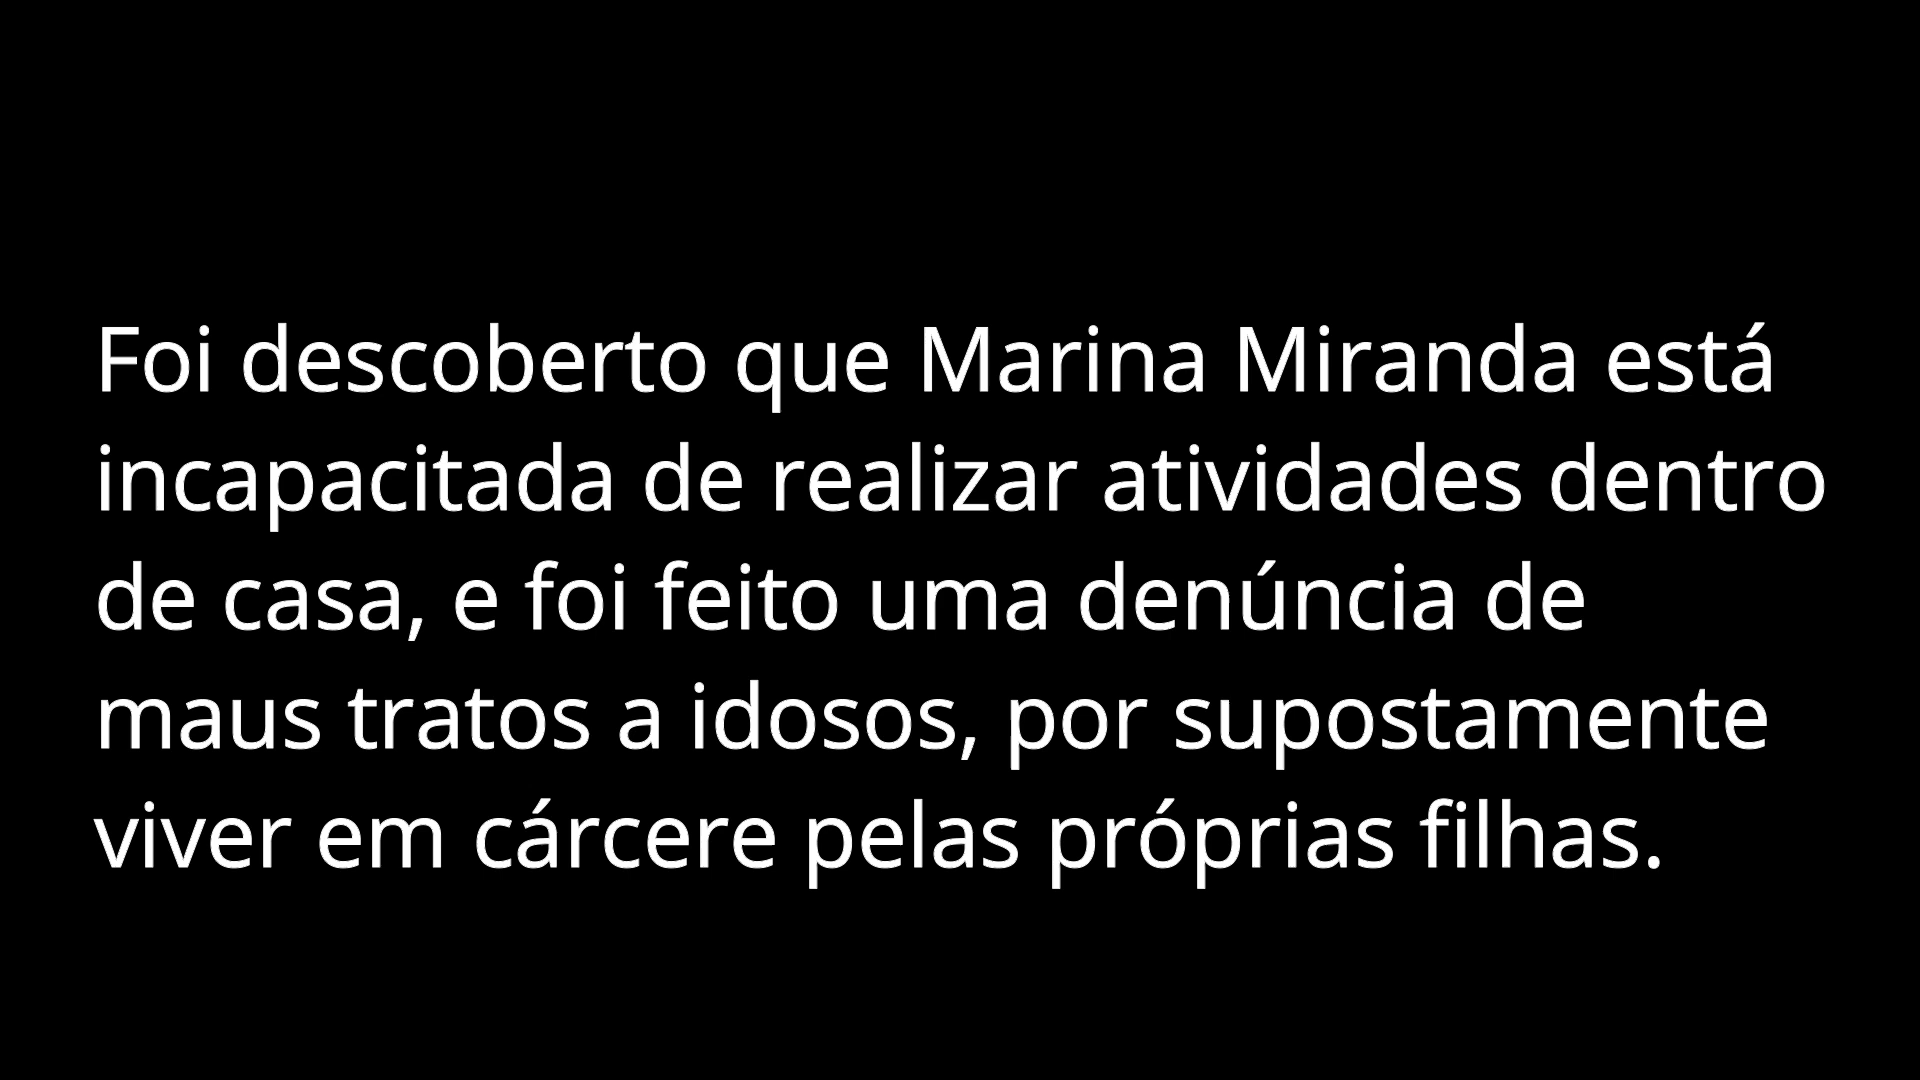 Foi descoberto que Marina Miranda está
incapacitada de realizar atividades dentro
de casa, e foi feito uma denúncia de
maus tratos a idosos, por supostamente
viver em cárcere pelas próprias filhas.